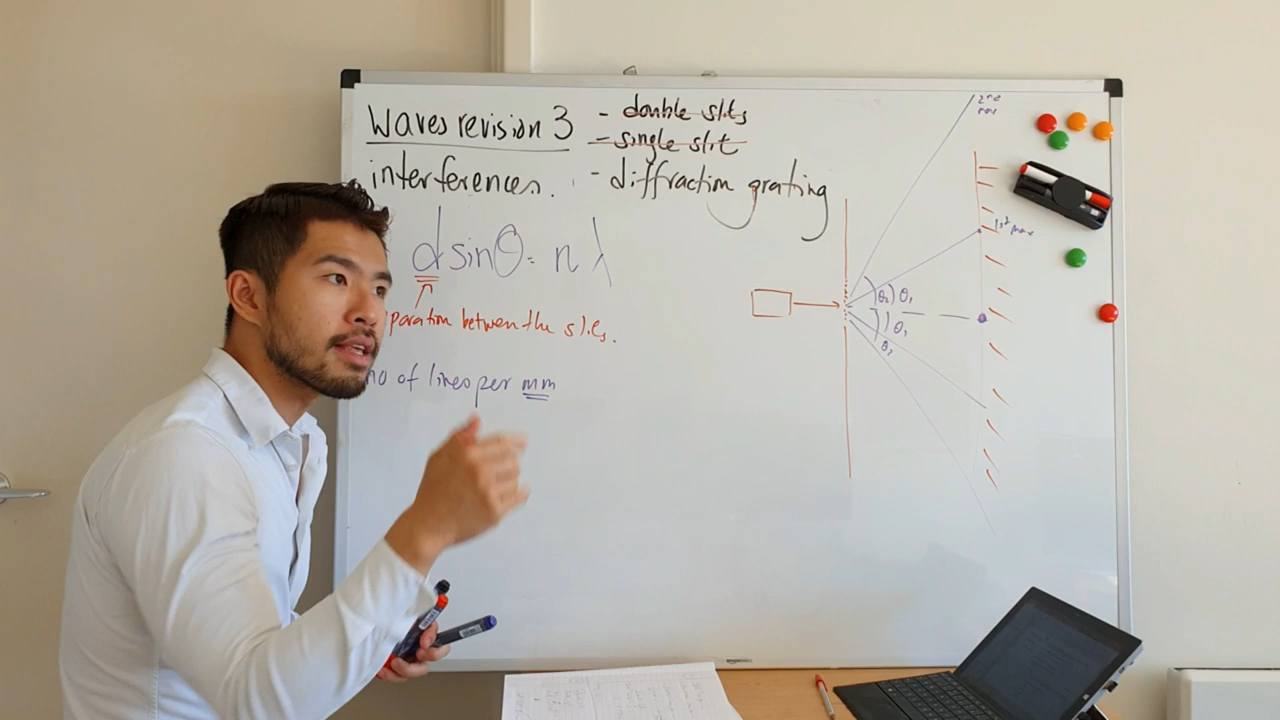 Waves revision 3
interferences.
- double slits
- single slit
- diffraction grating
d sinθ = n λ
paration between the slits.
no of lines per mm
2nd
max
1st max
θ2 θ1
θ1
θ2